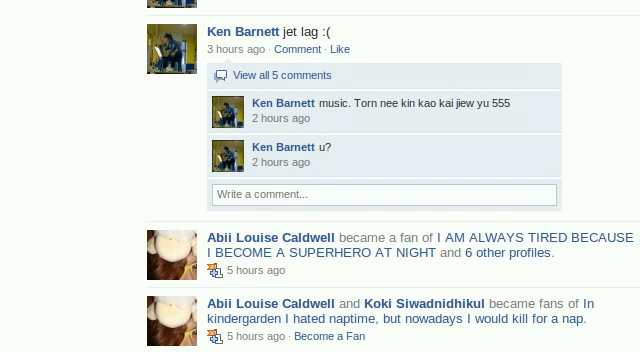 Ken Barnett jet lag :(
3 hours ago · Comment · Like
View all 5 comments
Ken Barnett music. Torn nee kin kao kai jiew yu 555
2 hours ago
Ken Barnett u?
2 hours ago
Write a comment...
Abii Louise Caldwell became a fan of I AM ALWAYS TIRED BECAUSE
I BECOME A SUPERHERO AT NIGHT and 6 other profiles.
5 hours ago
Abii Louise Caldwell and Koki Siwadnidhikul became fans of In
kindergarden I hated naptime, but nowadays I would kill for a nap.
5 hours ago · Become a Fan